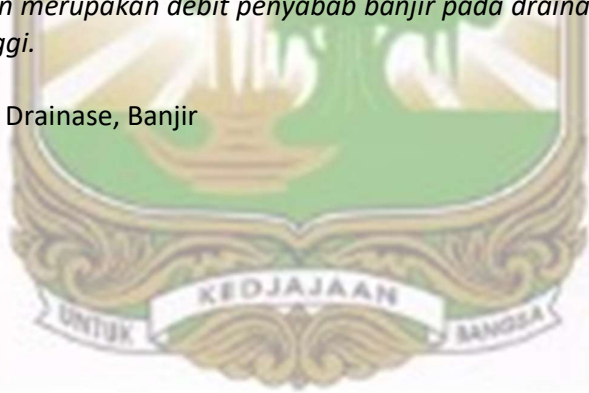 n merupakan debit penyabab banjir pada draina
ggi.
Drainase, Banjir
KEDJAJAAN
UNTUK
BANGSA